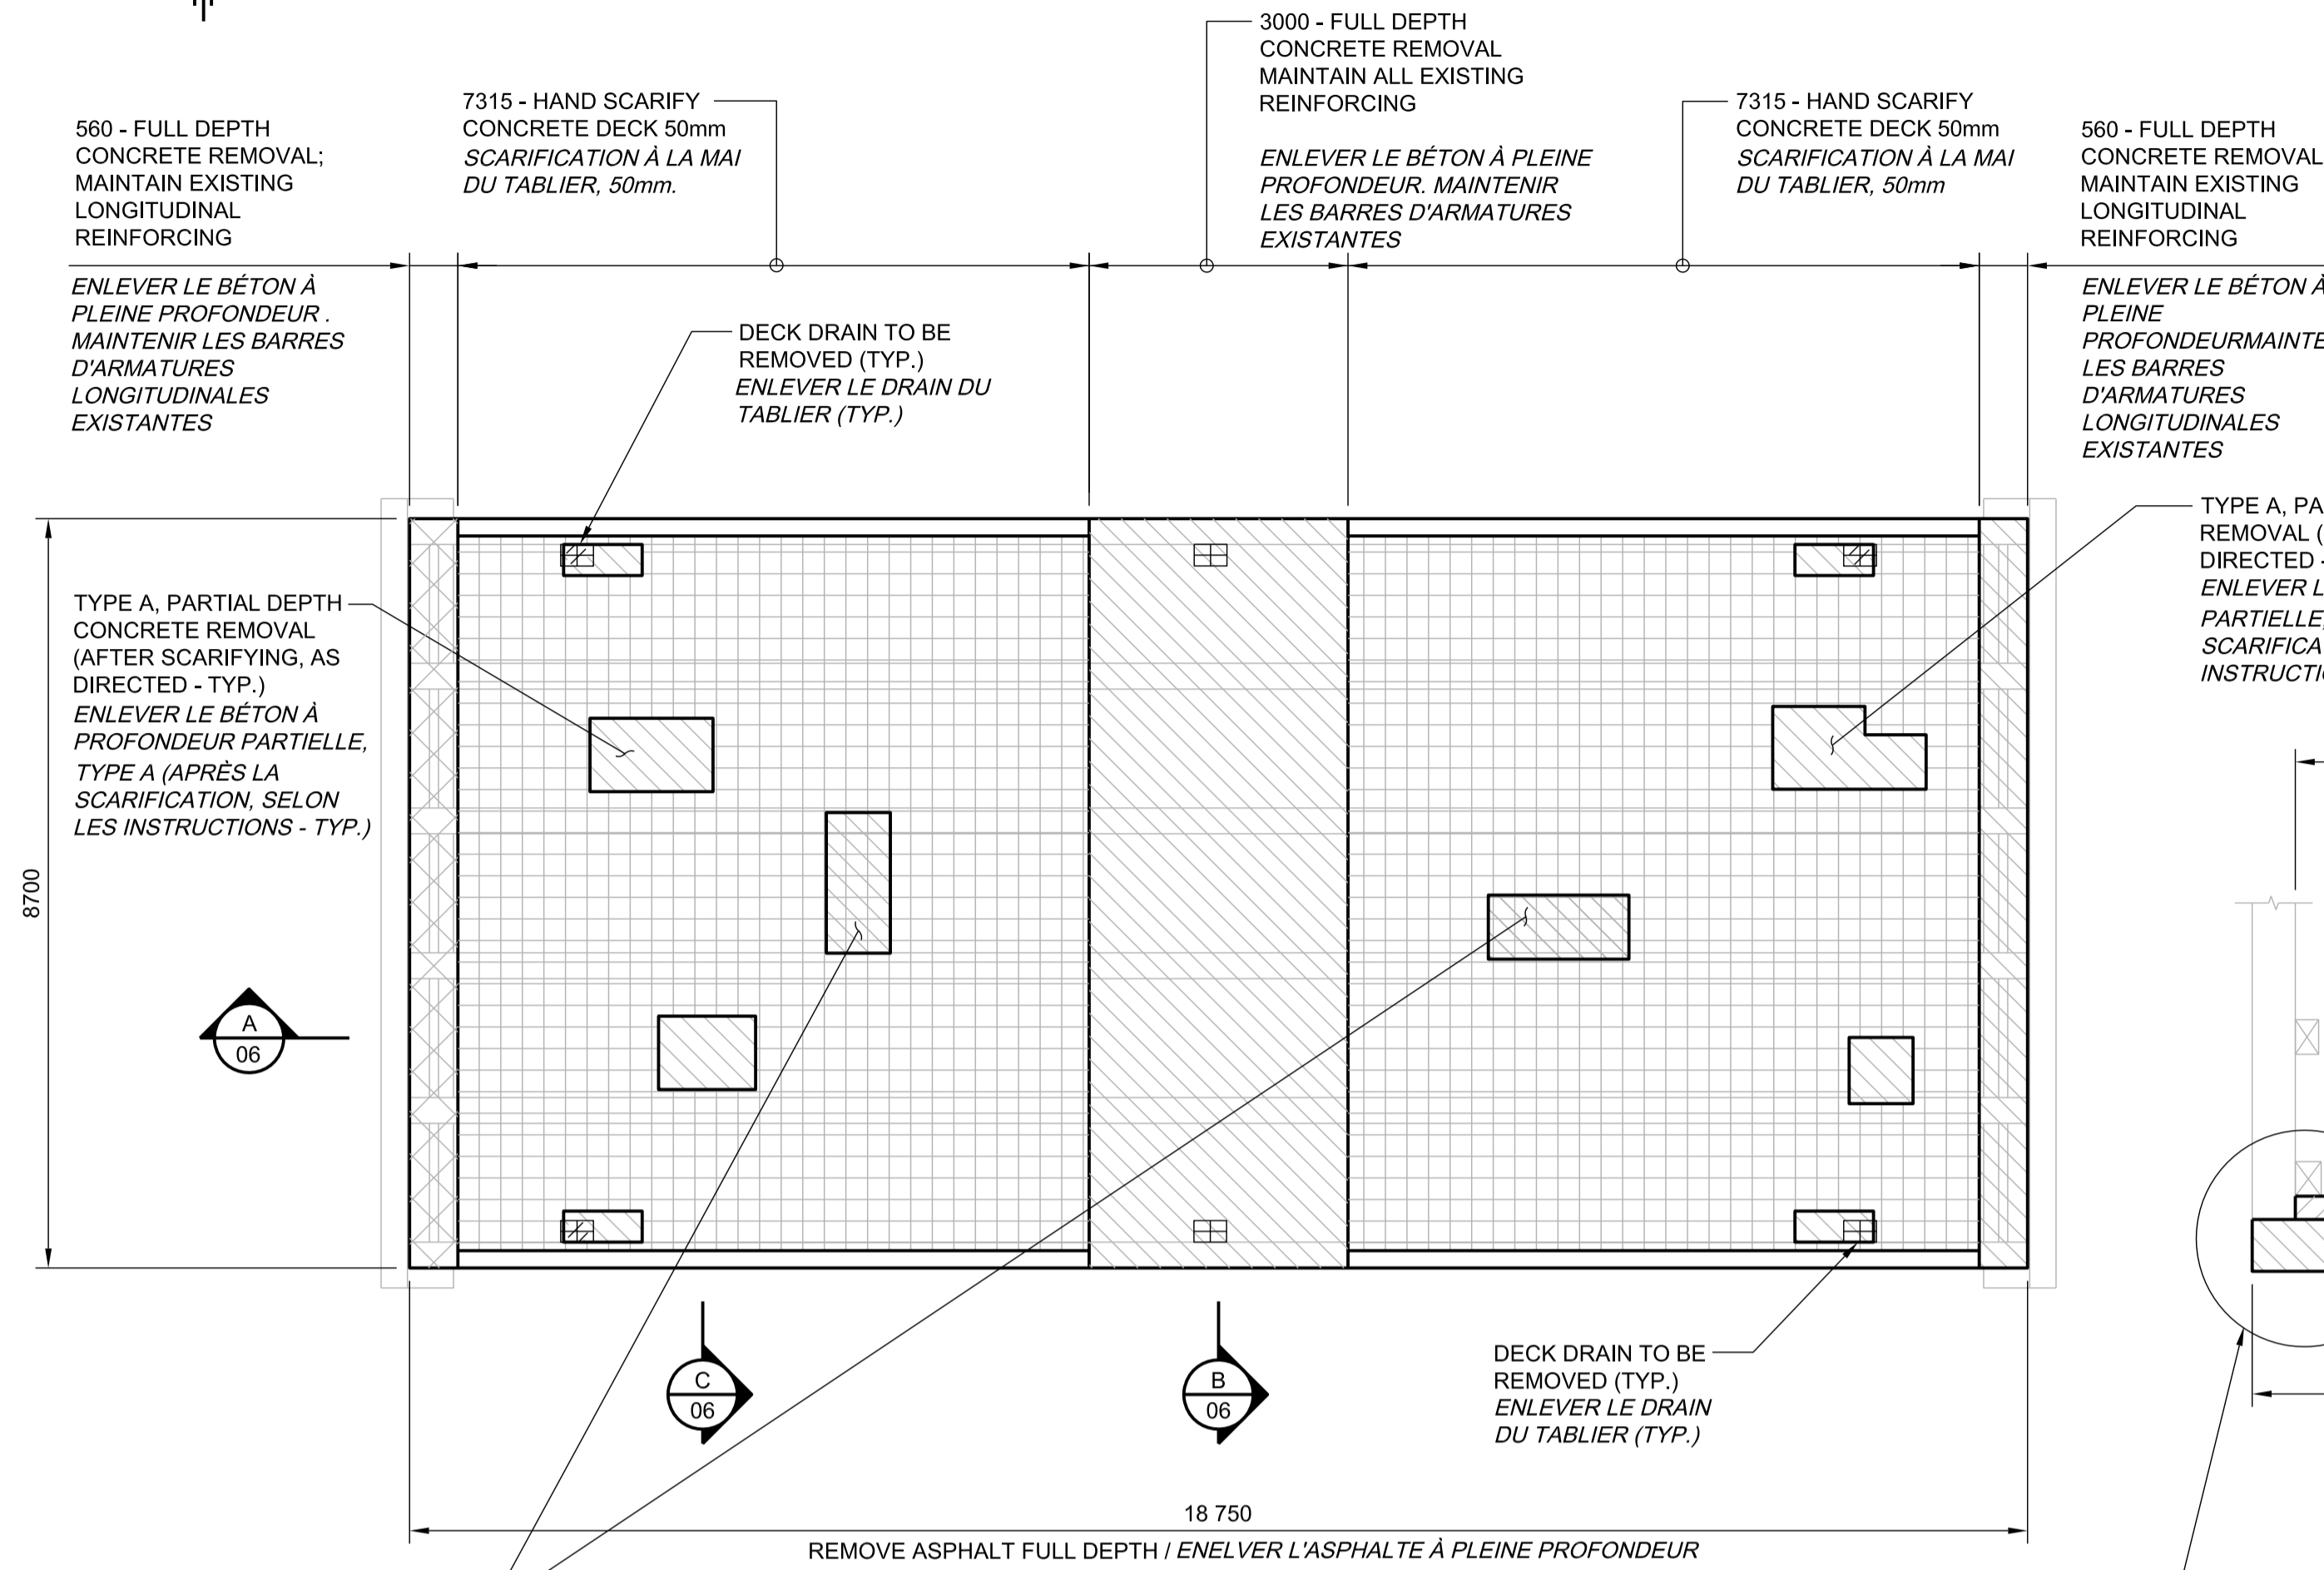 3000 - FULL DEPTH
CONCRETE REMOVAL
MAINTAIN ALL EXISTING
REINFORCING
ENLEVER LE BÉTON À PLEINE
PROFONDEUR. MAINTENIR
LES BARRES D'ARMATURES
EXISTANTES
560 - FULL DEPTH
CONCRETE REMOVAL;
MAINTAIN EXISTING
LONGITUDINAL
REINFORCING
ENLEVER LE BÉTON À
PLEINE PROFONDEUR .
MAINTENIR LES BARRES
D'ARMATURES
LONGITUDINALES
EXISTANTES
7315 - HAND SCARIFY
CONCRETE DECK 50mm
SCARIFICATION À LA MAI
DU TABLIER, 50mm.
7315 - HAND SCARIFY
CONCRETE DECK 50mm
SCARIFICATION À LA MAI
DU TABLIER, 50mm
560 - FULL DEPTH
CONCRETE REMOVAL
MAINTAIN EXISTING
LONGITUDINAL
REINFORCING
ENLEVER LE BÉTON À
PLEINE
PROFONDEURMAINTE
LES BARRES
D'ARMATURES
LONGITUDINALES
EXISTANTES
DECK DRAIN TO BE
REMOVED (TYP.)
ENLEVER LE DRAIN DU
TABLIER (TYP.)
TYPE A, PA
REMOVAL (
DIRECTED -
ENLEVER L
PARTIELLE,
SCARIFICA
INSTRUCTI
TYPE A, PARTIAL DEPTH
CONCRETE REMOVAL
(AFTER SCARIFYING, AS
DIRECTED - TYP.)
ENLEVER LE BÉTON À
PROFONDEUR PARTIELLE,
TYPE A (APRÈS LA
SCARIFICATION, SELON
LES INSTRUCTIONS - TYP.)
8700
A
06
C
06
B
06
DECK DRAIN TO BE
REMOVED (TYP.)
ENLEVER LE DRAIN
DU TABLIER (TYP.)
18 750
REMOVE ASPHALT FULL DEPTH / ENELVER L'ASPHALTE À PLEINE PROFONDEUR